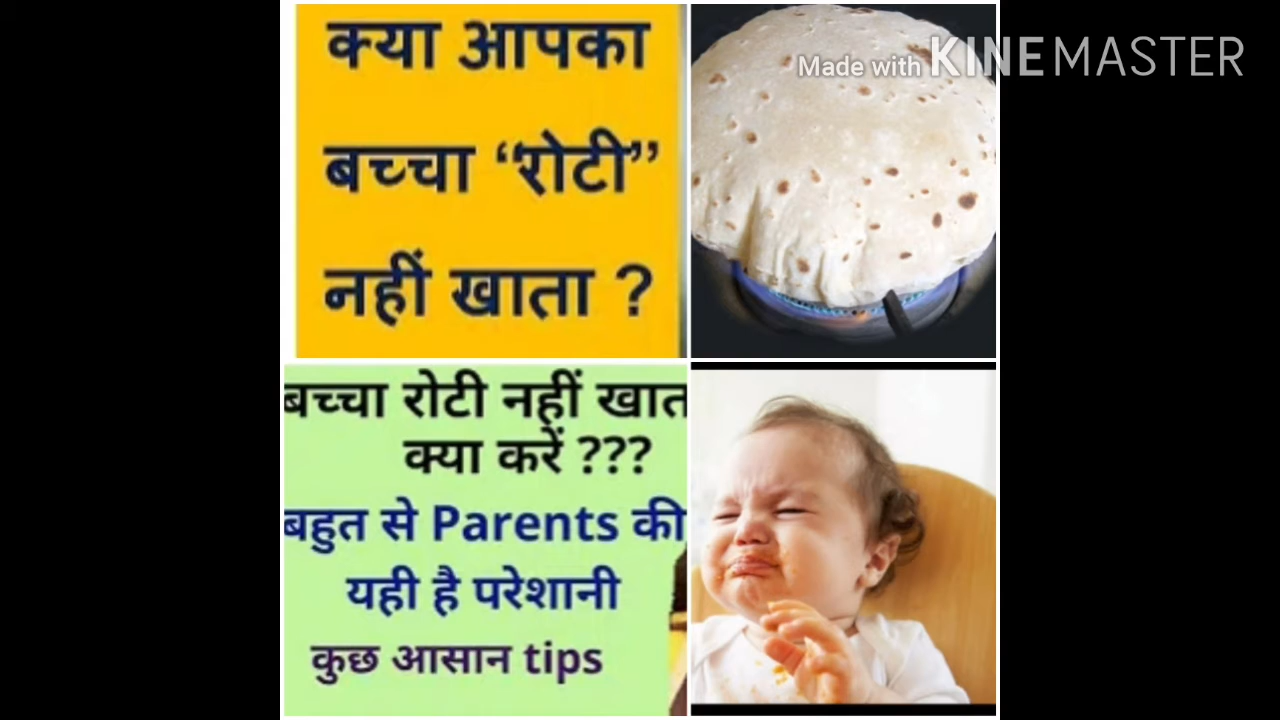 क्या आपका
बच्चा “रोटी”
नहीं खाता ?
Made with KINEMASTER
बच्चा रोटी नहीं खात
क्या करें ???
बहुत से Parents की
यही है परेशानी
कुछ आसान tips